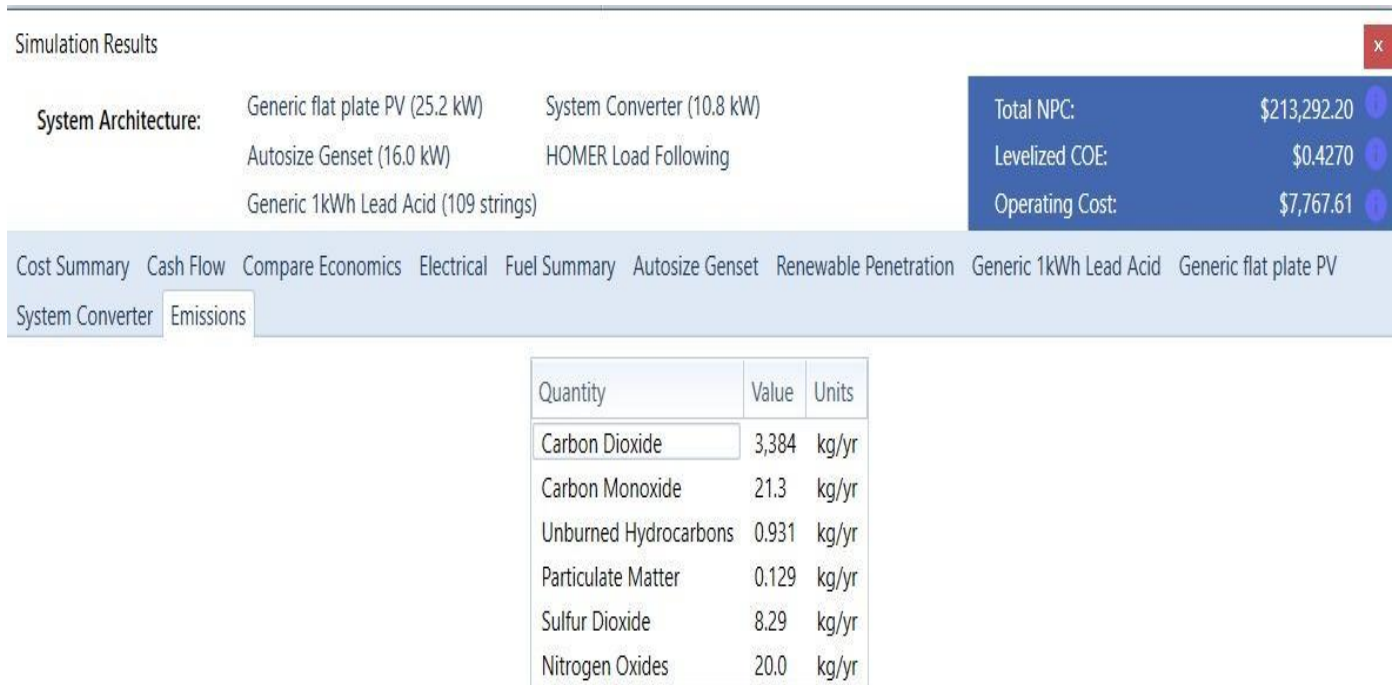 Simulation Results
x
System Architecture:
Generic flat plate PV (25.2 kW)
Autosize Genset (16.0 kW)
Generic 1kWh Lead Acid (109 strings)
System Converter (10.8 kW)
HOMER Load Following
Total NPC: $213,292.20
Levelized COE: $0.4270
Operating Cost: $7,767.61
Cost Summary Cash Flow Compare Economics Electrical Fuel Summary Autosize Genset Renewable Penetration Generic 1kWh Lead Acid Generic flat plate PV
System Converter Emissions
Quantity Value Units
Carbon Dioxide 3,384 kg/yr
Carbon Monoxide 21.3 kg/yr
Unburned Hydrocarbons 0.931 kg/yr
Particulate Matter 0.129 kg/yr
Sulfur Dioxide 8.29 kg/yr
Nitrogen Oxides 20.0 kg/yr